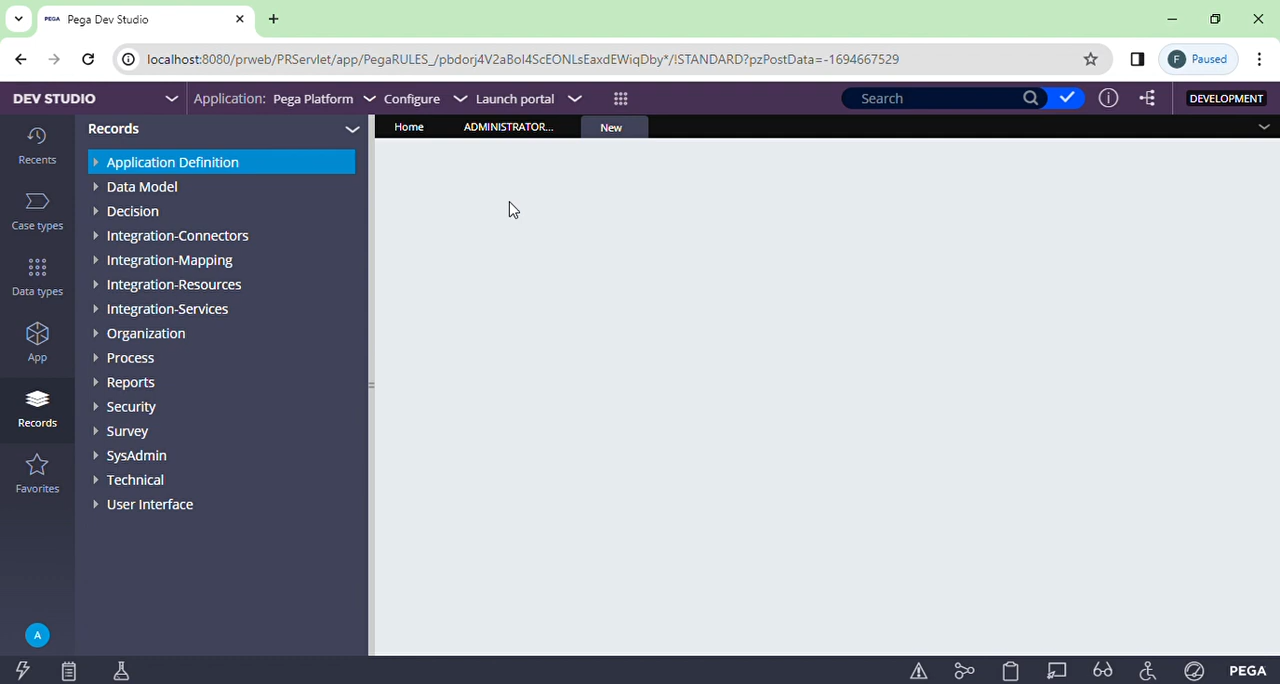 PEGA Pega Dev Studio
localhost:8080/prweb/PRServlet/app/PegaRULES_/pbdorj4V2aBol4ScEONLsEaxdEWiqDby*/!STANDARD?pzPostData=-1694667529
F Paused
DEV STUDIO
Application: Pega Platform
Configure
Launch portal
Search
DEVELOPMENT
Recents
Case types
Data types
App
Records
Favorites
A
Records
Application Definition
Data Model
Decision
Integration-Connectors
Integration-Mapping
Integration-Resources
Integration-Services
Organization
Process
Reports
Security
Survey
SysAdmin
Technical
User Interface
Home
ADMINISTRATOR...
New
PEGA